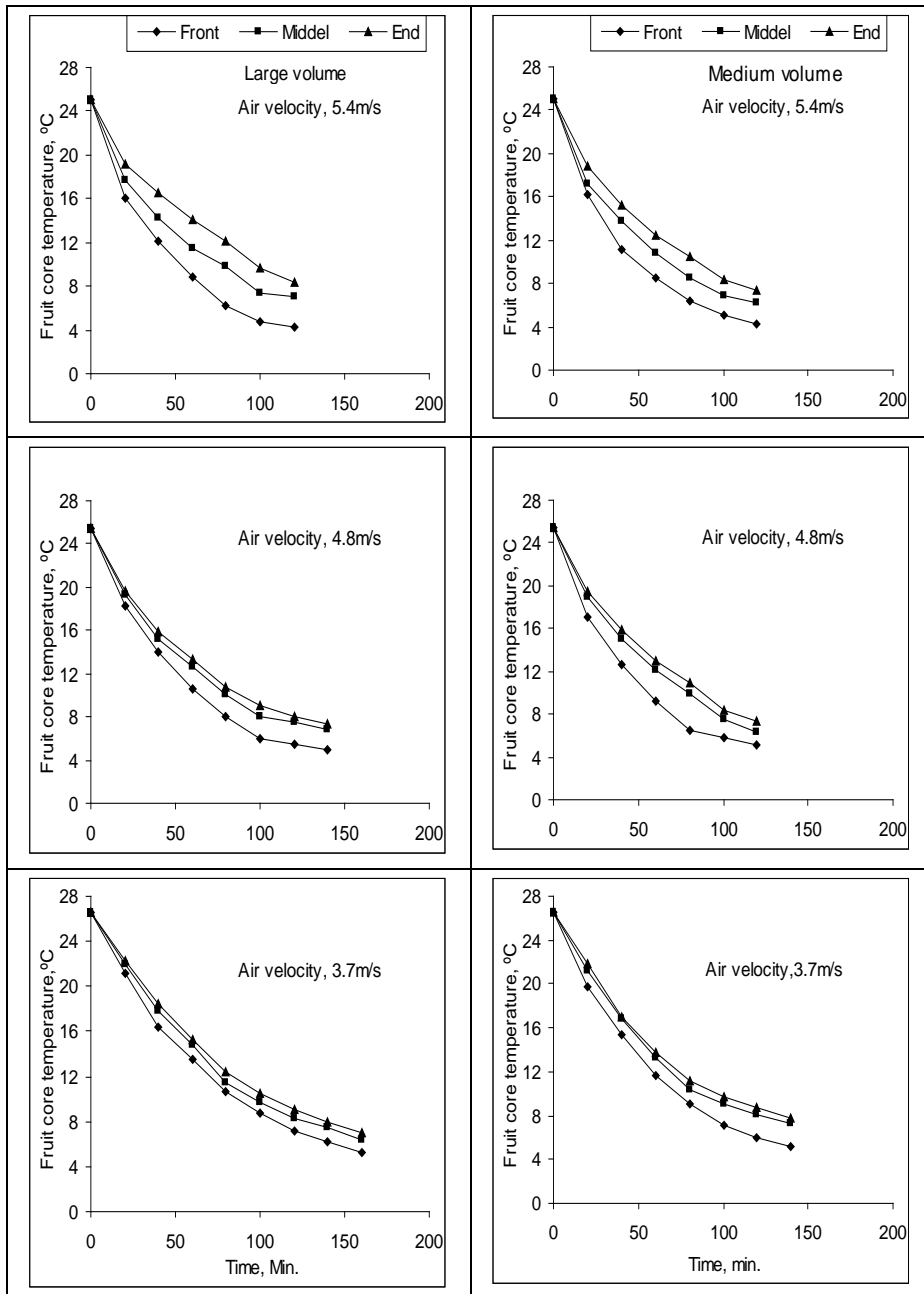 Front Middel End
Large volume
Air velocity, 5.4m/s
Fruit core temperature, ºC
28
24
20
16
12
8
4
0
0 50 100 150 200
Front Middel End
Medium volume
Air velocity, 5.4m/s
Fruit core temperature, ºC
28
24
20
16
12
8
4
0
0 50 100 150 200
Air velocity, 4.8m/s
Fruit core temperature, ºC
28
24
20
16
12
8
4
0
0 50 100 150 200
Air velocity, 4.8m/s
Fruit core temperature, ºC
28
24
20
16
12
8
4
0
0 50 100 150 200
Air velocity, 3.7m/s
Fruit core temperature,ºC
28
24
20
16
12
8
4
0
0 50 100 150 200
Time, Min.
Air velocity,3.7m/s
Fruit core temperature, ºC
28
24
20
16
12
8
4
0
0 50 100 150 200
Time, min.